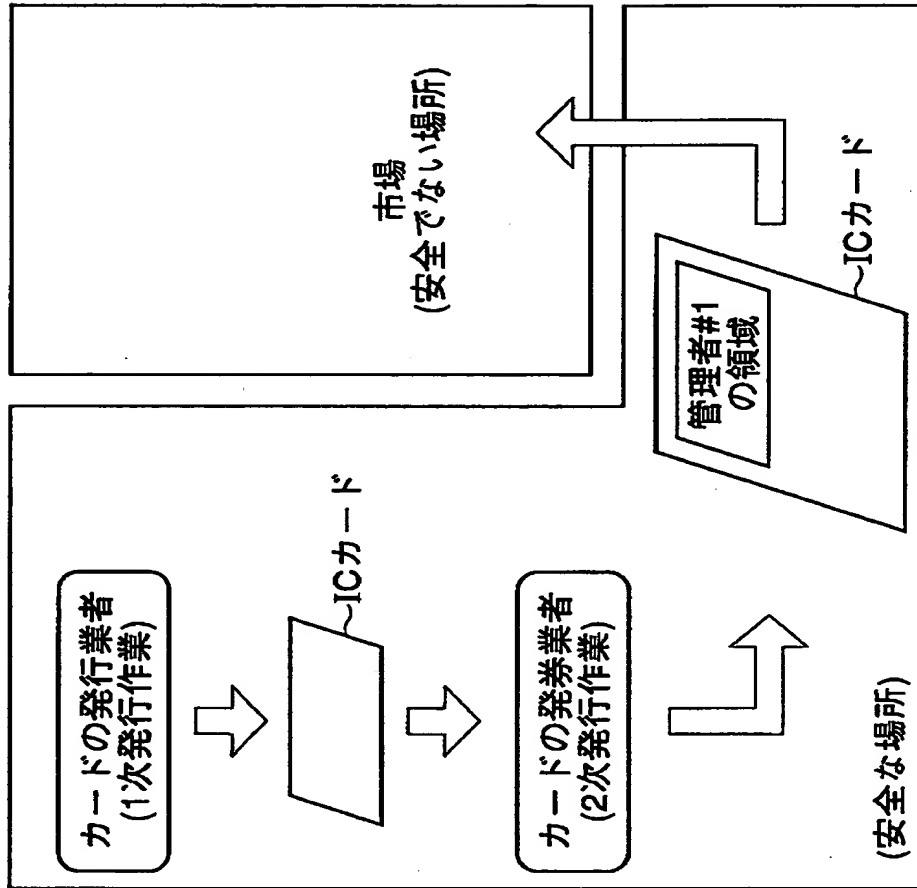 カードの発行業者
(1次発行作業)
ICカード
カードの発券業者
(2次発行作業)
(安全な場所)
管理者#1
の領域
ICカード
市場
(安全でない場所)